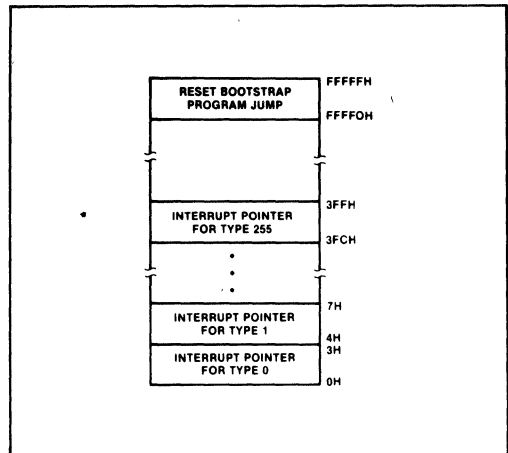 RESET BOOTSTRAP
PROGRAM JUMP
FFFFFH
FFFF0H
INTERRUPT POINTER
FOR TYPE 255
3FFH
3FCH
INTERRUPT POINTER
FOR TYPE 1
7H
4H
INTERRUPT POINTER
FOR TYPE 0
3H
0H